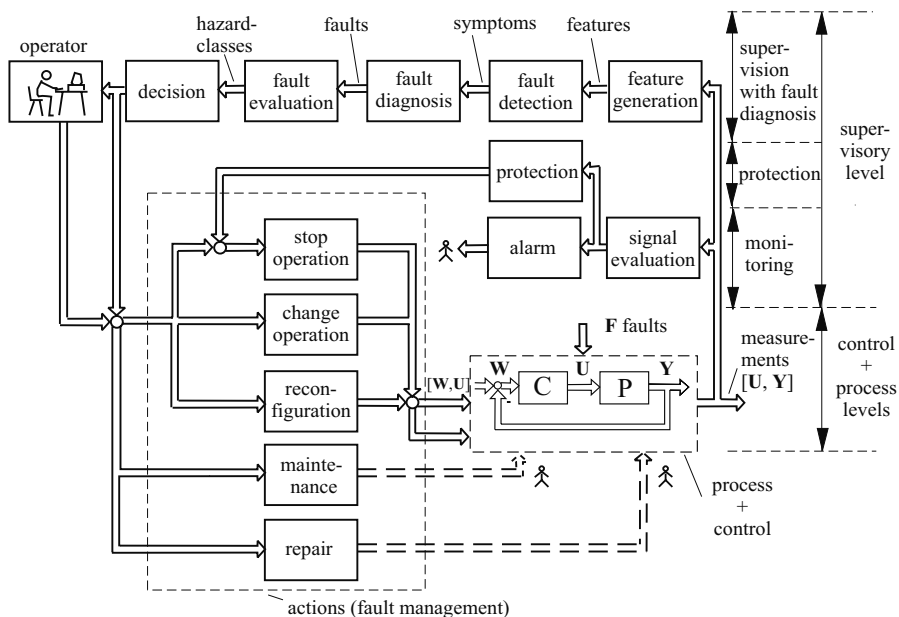 operator
hazard-
classes
faults
symptoms
features
decision
fault
evaluation
fault
diagnosis
fault
detection
feature
generation
super-
vision
with fault
diagnosis
super-
visory
level
protection
protection
stop
operation
alarm
signal
evaluation
moni-
toring
change
operation
F faults
measure-
ments
[U, Y]
control
+
process
levels
[W,U]
W
U
Y
C
P
-
recon-
figuration
mainte-
nance
process
+
control
repair
actions (fault management)